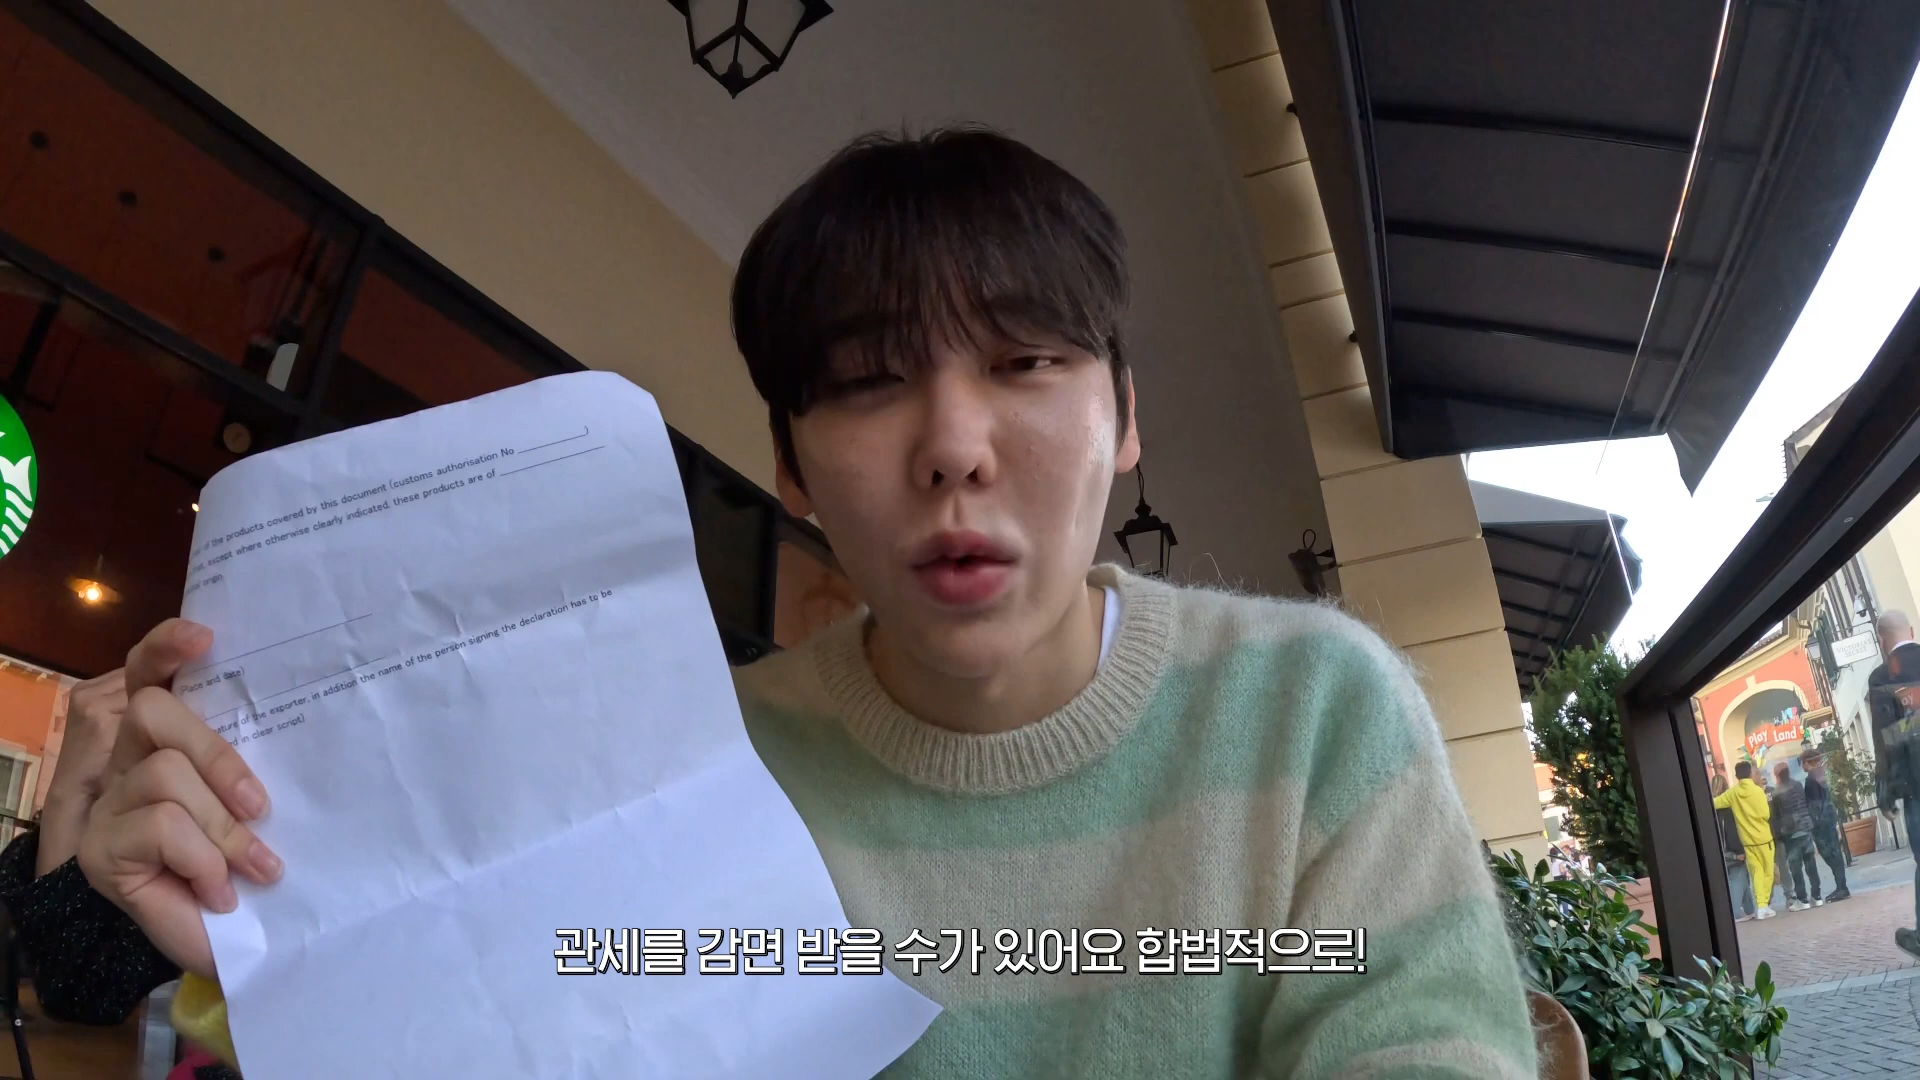 of the products covered by this document (customs authorisation No
except where otherwise clearly indicated, these products are of
origin
(Place and date)
of the exporter, in addition the name of the person signing the declaration has to be
in clear script)
Play Land
관세를 감면 받을 수가 있어요 합법적으로!